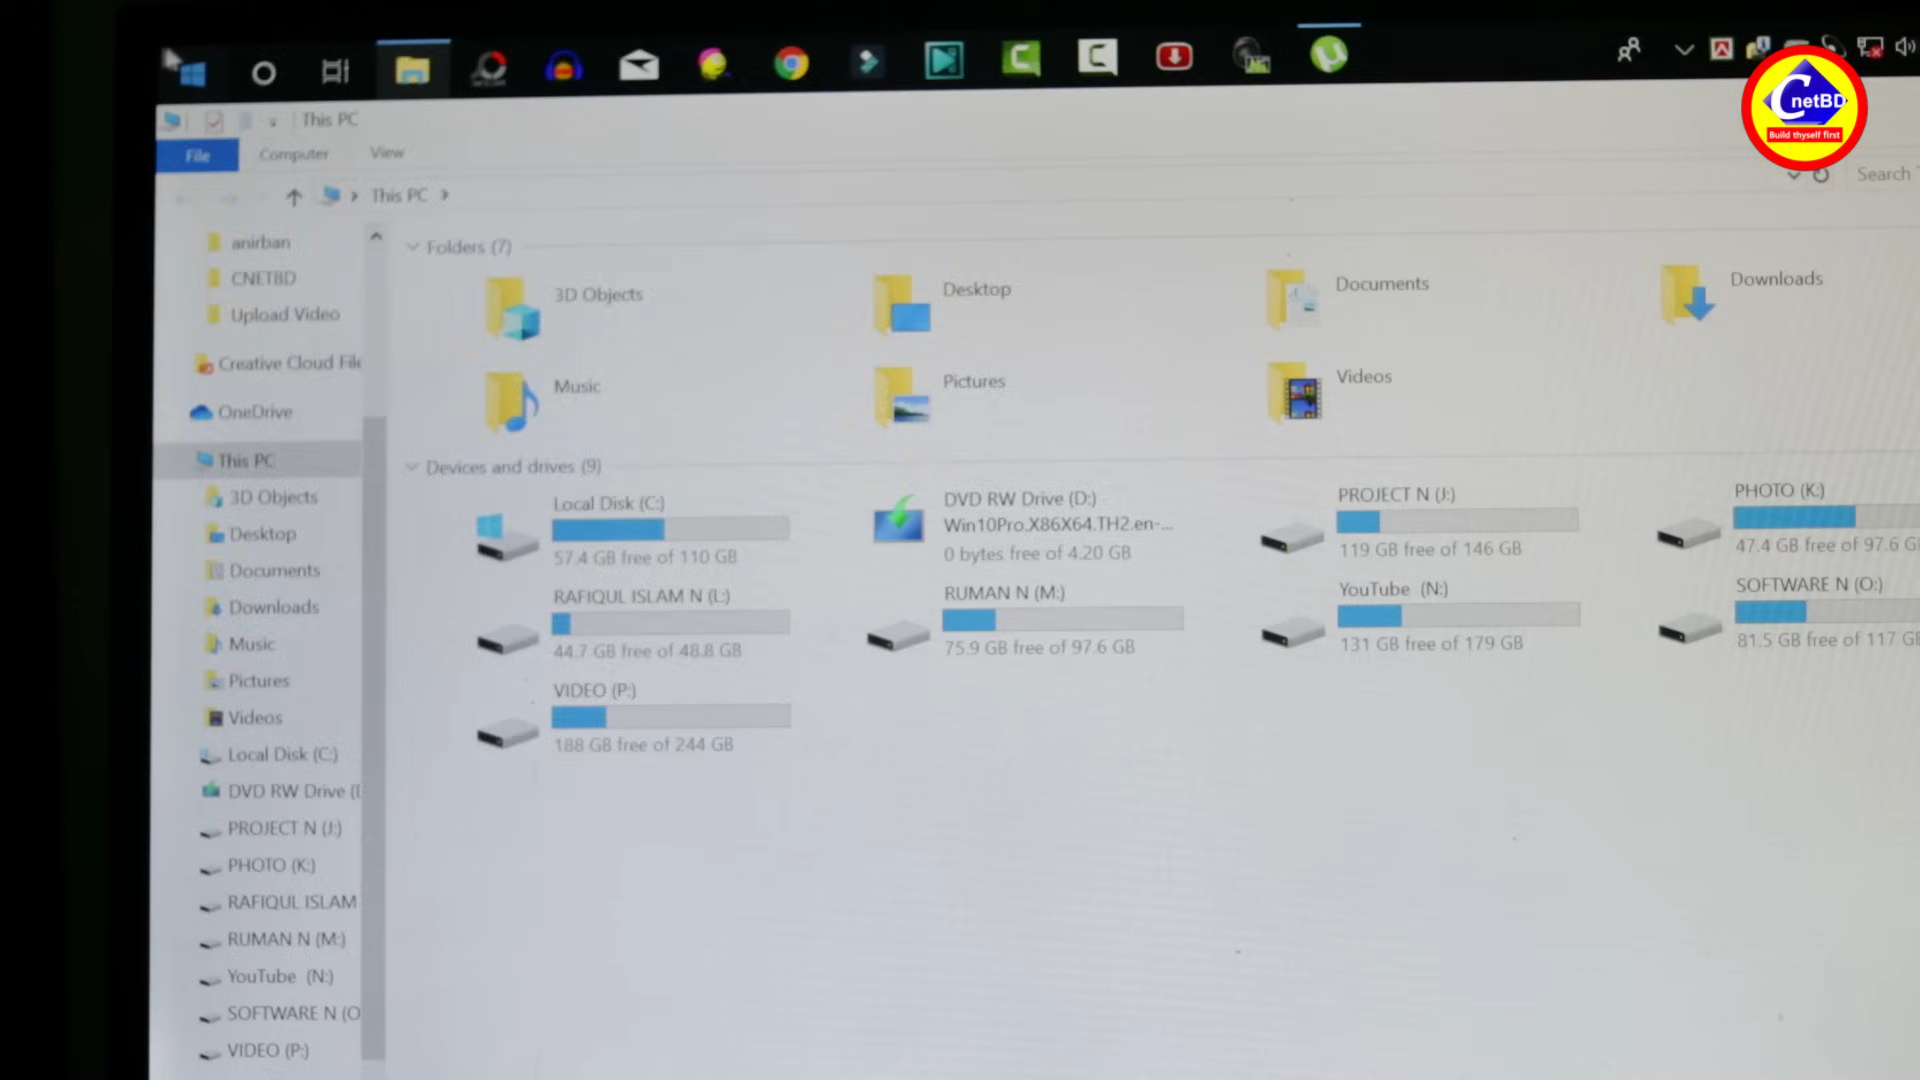 This PC
File Computer View
This PC
Search
CnetBD
Build thyself first
anirban
CNETBD
Upload Video
Creative Cloud File
OneDrive
This PC
3D Objects
Desktop
Documents
Downloads
Music
Pictures
Videos
Local Disk (C:)
DVD RW Drive (
PROJECT N (J:)
PHOTO (K:)
RAFIQUL ISLAM
RUMAN N (M:)
YouTube (N:)
SOFTWARE N (O
VIDEO (P:)
Folders (7)
3D Objects
Desktop
Documents
Downloads
Music
Pictures
Videos
Devices and drives (9)
Local Disk (C:)
57.4 GB free of 110 GB
DVD RW Drive (D:)
Win10Pro.X86X64.TH2.en-...
0 bytes free of 4.20 GB
PROJECT N (J:)
119 GB free of 146 GB
PHOTO (K:)
47.4 GB free of 97.6 G
RAFIQUL ISLAM N (L:)
44.7 GB free of 48.8 GB
RUMAN N (M:)
75.9 GB free of 97.6 GB
YouTube (N:)
131 GB free of 179 GB
SOFTWARE N (O:)
81.5 GB free of 117 GB
VIDEO (P:)
188 GB free of 244 GB